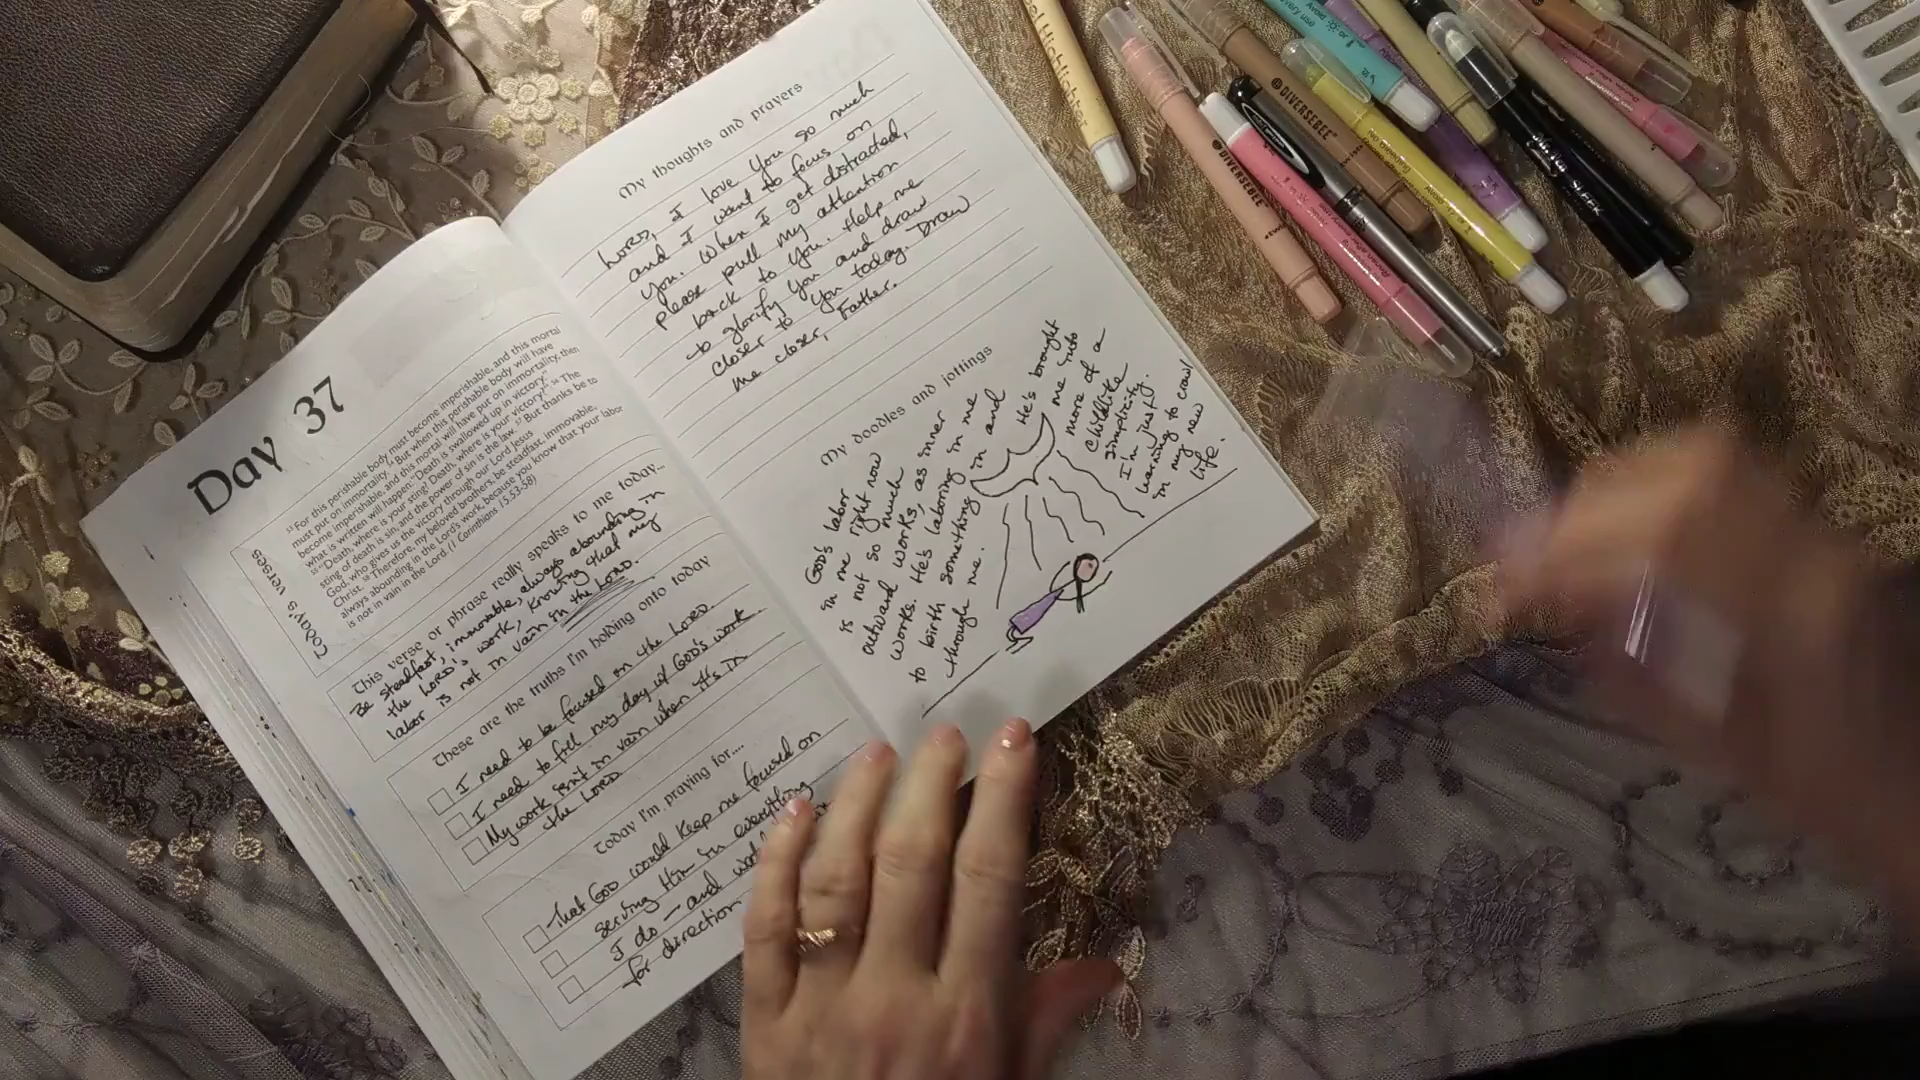 Day 37
Today's verses
⁵³For this perishable body must become imperishable, and this mortal
must put on immortality. ⁵⁴But when this perishable body will have
become imperishable, and this mortal will have put on immortality, then
what is written will happen: "Death is swallowed up in victory."
⁵⁵"Death, where is your sting? Death, where is your victory?" ⁵⁶The
sting of death is sin, and the power of sin is the law. ⁵⁷But thanks be to
God, who gives us the victory through our Lord Jesus
Christ. ⁵⁸Therefore, my beloved brothers, be steadfast, immovable,
always abounding in the Lord's work, because you know that your labor
is not in vain in the Lord. (1 Corinthians 15:53-58)
This verse or phrase really speaks to me today...
Be steadfast, immovable, always abounding in
the LORD's work, knowing that my
labor is not in vain in the LORD.
These are the truths I'm holding onto today
I need to be focused on the LORD.
I need to fill my day w/ GOD's work
My work isn't in vain when it's in
the LORD
Today I'm praying for....
That GOD would keep me focused on
serving Him in everything
I do - and
for direction
My thoughts and prayers
LORD, I love You so much
and I want to focus on
You. When I get distracted,
please pull my attention
back to You. Help me
to glorify You and draw
closer to You today. Draw
me closer, Father.
My doodles and jottings
GOD's labor
in me right now
is not so much
outward works, as inner
works. He's laboring in me
to birth something in and
through me.
He's brought
me into
more of a
childlike
simplicity.
I'm just
learning to crawl
in my new
life.
Gel Highlighter
DIVERSEBEE
DIVERSEBEE
No Bleeding
SLEEK